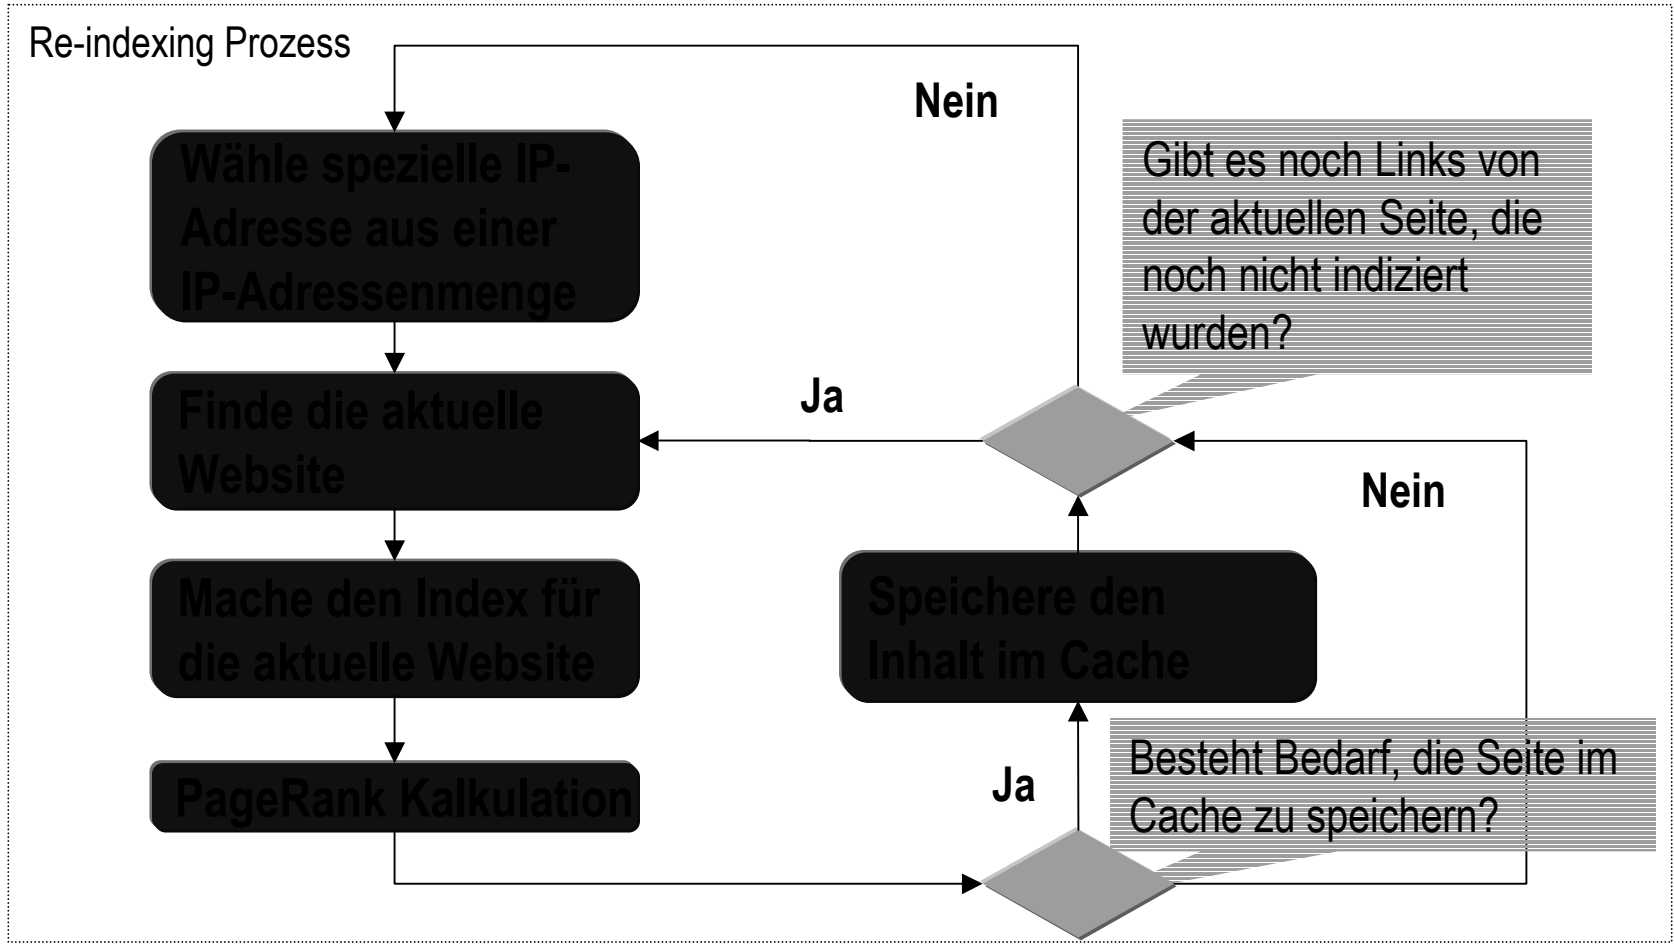 Re-indexing Prozess
Nein
Wähle spezielle IP-
Adresse aus einer
IP-Adressenmenge
Gibt es noch Links von
der aktuellen Seite, die
noch nicht indiziert
wurden?
Ja
Finde die aktuelle
Website
Nein
Mache den Index für
die aktuelle Website
Speichere den
Inhalt im Cache
PageRank Kalkulation
Ja
Besteht Bedarf, die Seite im
Cache zu speichern?